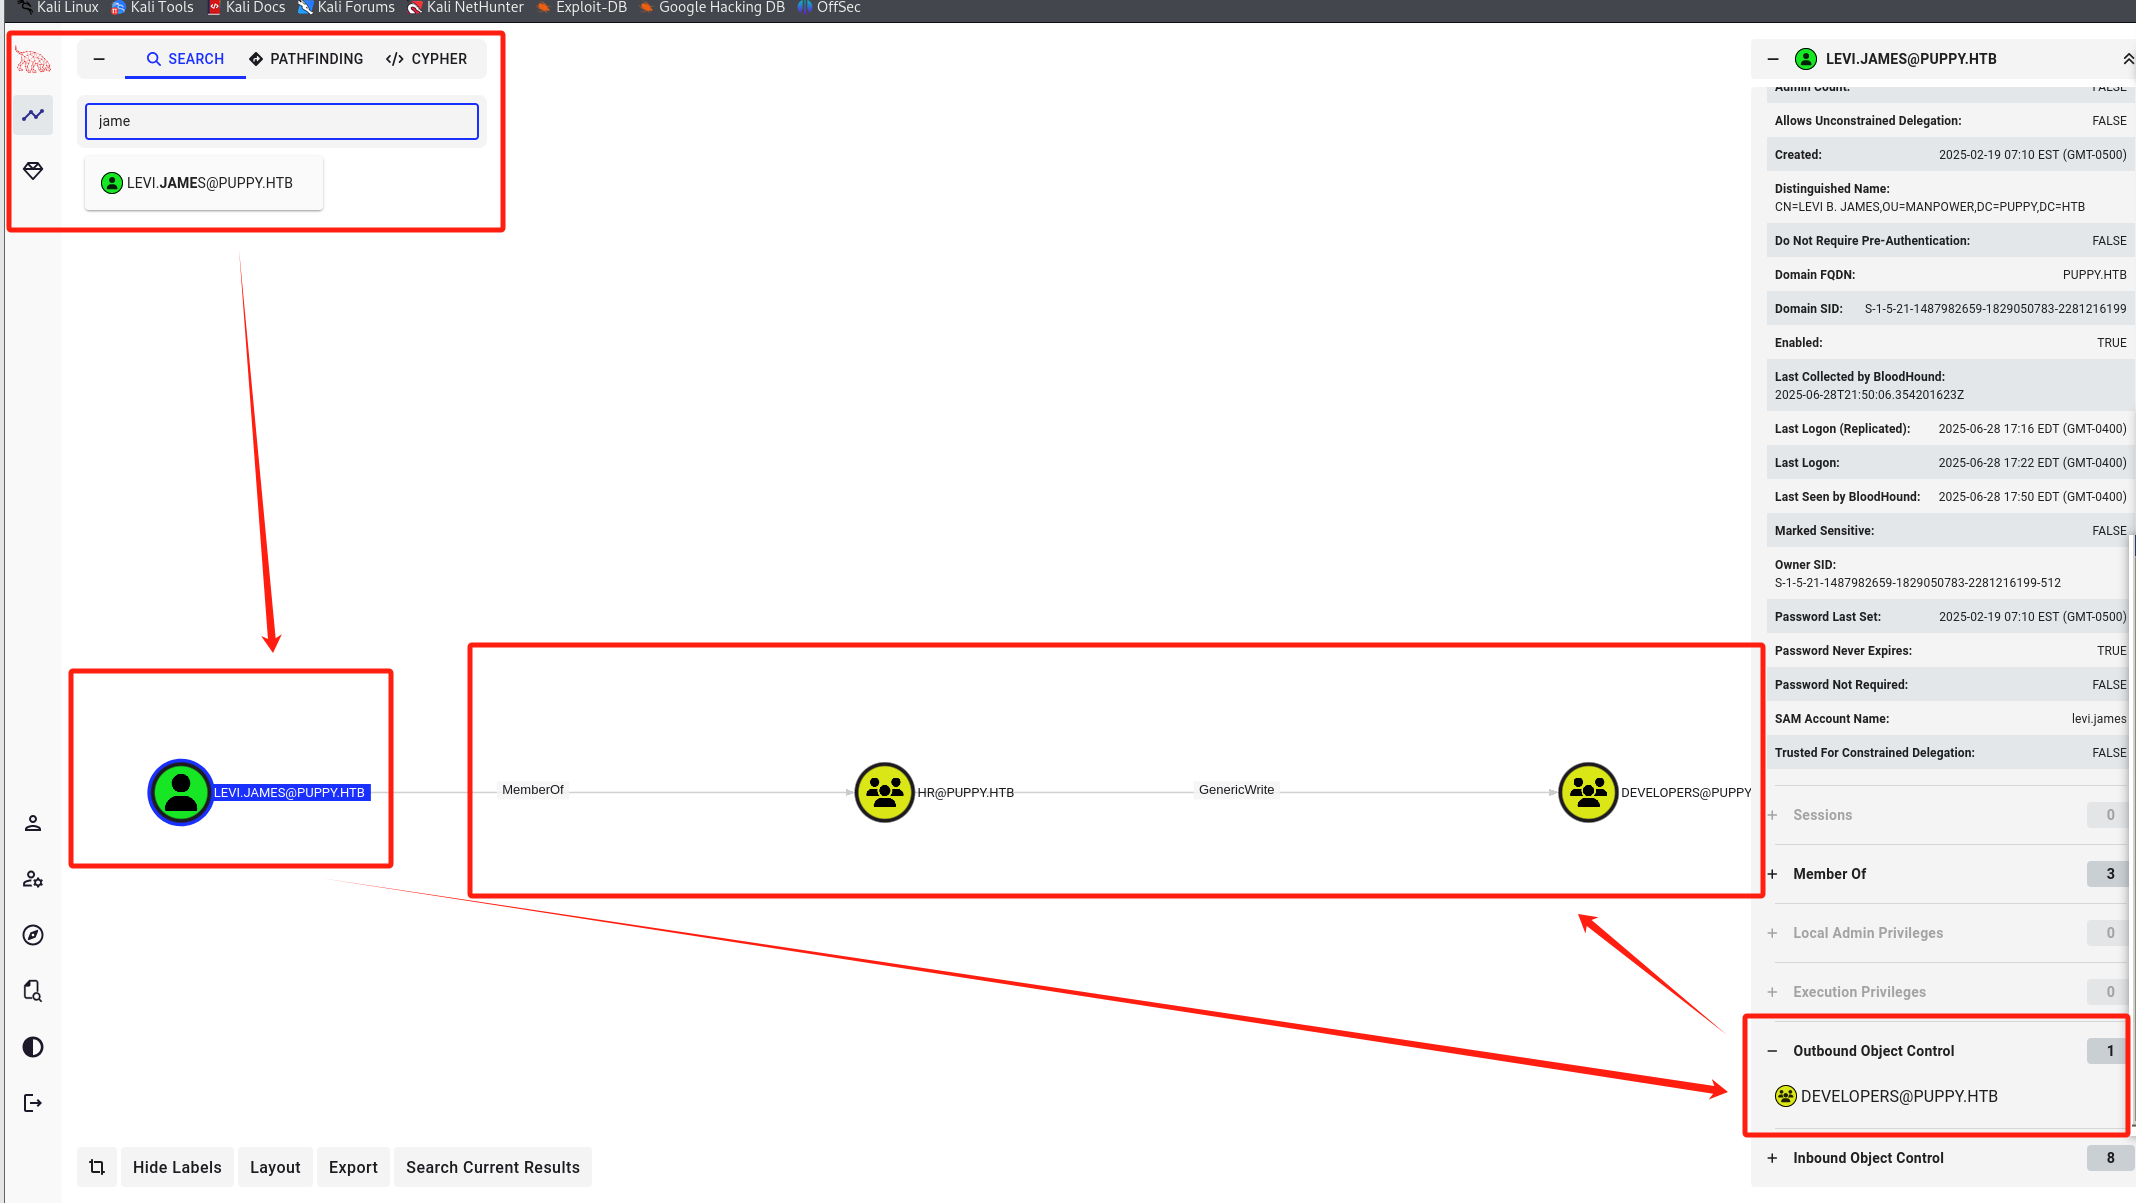 Kali Linux Kali Tools Kali Docs Kali Forums Kali NetHunter Exploit-DB Google Hacking DB OffSec
SEARCH PATHFINDING </> CYPHER
jame
LEVI.JAMES@PUPPY.HTB
LEVI.JAMES@PUPPY.HTB
MemberOf
HR@PUPPY.HTB
GenericWrite
DEVELOPERS@PUPPY
Hide Labels Layout Export Search Current Results
LEVI.JAMES@PUPPY.HTB
Admin Count: FALSE
Allows Unconstrained Delegation: FALSE
Created: 2025-02-19 07:10 EST (GMT-0500)
Distinguished Name:
CN=LEVI B. JAMES,OU=MANPOWER,DC=PUPPY,DC=HTB
Do Not Require Pre-Authentication: FALSE
Domain FQDN: PUPPY.HTB
Domain SID: S-1-5-21-1487982659-1829050783-2281216199
Enabled: TRUE
Last Collected by BloodHound:
2025-06-28T21:50:06.354201623Z
Last Logon (Replicated): 2025-06-28 17:16 EDT (GMT-0400)
Last Logon: 2025-06-28 17:22 EDT (GMT-0400)
Last Seen by BloodHound: 2025-06-28 17:50 EDT (GMT-0400)
Marked Sensitive: FALSE
Owner SID:
S-1-5-21-1487982659-1829050783-2281216199-512
Password Last Set: 2025-02-19 07:10 EST (GMT-0500)
Password Never Expires: TRUE
Password Not Required: FALSE
SAM Account Name: levi.james
Trusted For Constrained Delegation: FALSE
Sessions 0
Member Of 3
Local Admin Privileges 0
Execution Privileges 0
Outbound Object Control 1
DEVELOPERS@PUPPY.HTB
Inbound Object Control 8